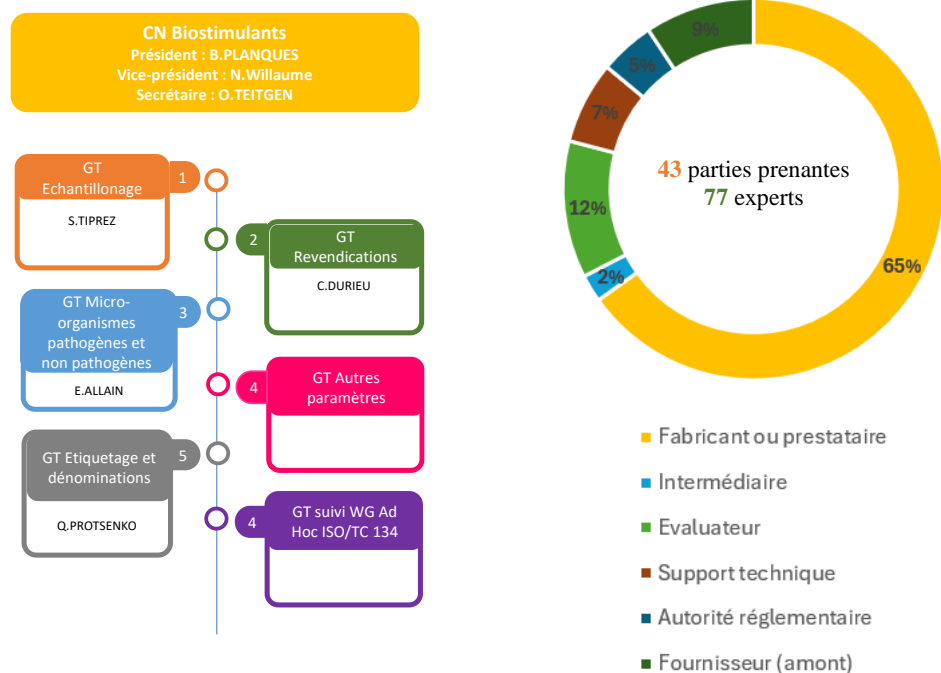 CN Biostimulants
Président : B.PLANQUES
Vice-président : N.Willaume
Secrétaire : O.TEITGEN
GT
Echantillonage
1
S.TIPREZ
2
GT
Revendications
C.DURIEU
GT Micro-
organismes
pathogènes et
non pathogènes
3
E.ALLAIN
4
GT Autres
paramètres
GT Etiquetage et
dénominations
5
Q.PROTSENKO
4
GT suivi WG Ad
Hoc ISO/TC 134
9%
5%
7%
12%
2%
65%
43 parties prenantes
77 experts
Fabricant ou prestataire
Intermédiaire
Evaluateur
Support technique
Autorité réglementaire
Fournisseur (amont)